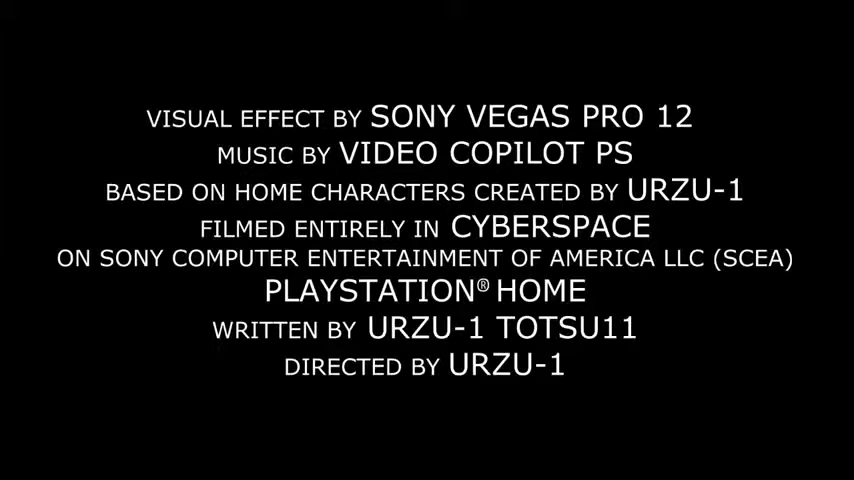 VISUAL EFFECT BY SONY VEGAS PRO 12
MUSIC BY VIDEO COPILOT PS
BASED ON HOME CHARACTERS CREATED BY URZU-1
FILMED ENTIRELY IN CYBERSPACE
ON SONY COMPUTER ENTERTAINMENT OF AMERICA LLC (SCEA)
PLAYSTATION® HOME
WRITTEN BY URZU-1 TOTSU11
DIRECTED BY URZU-1